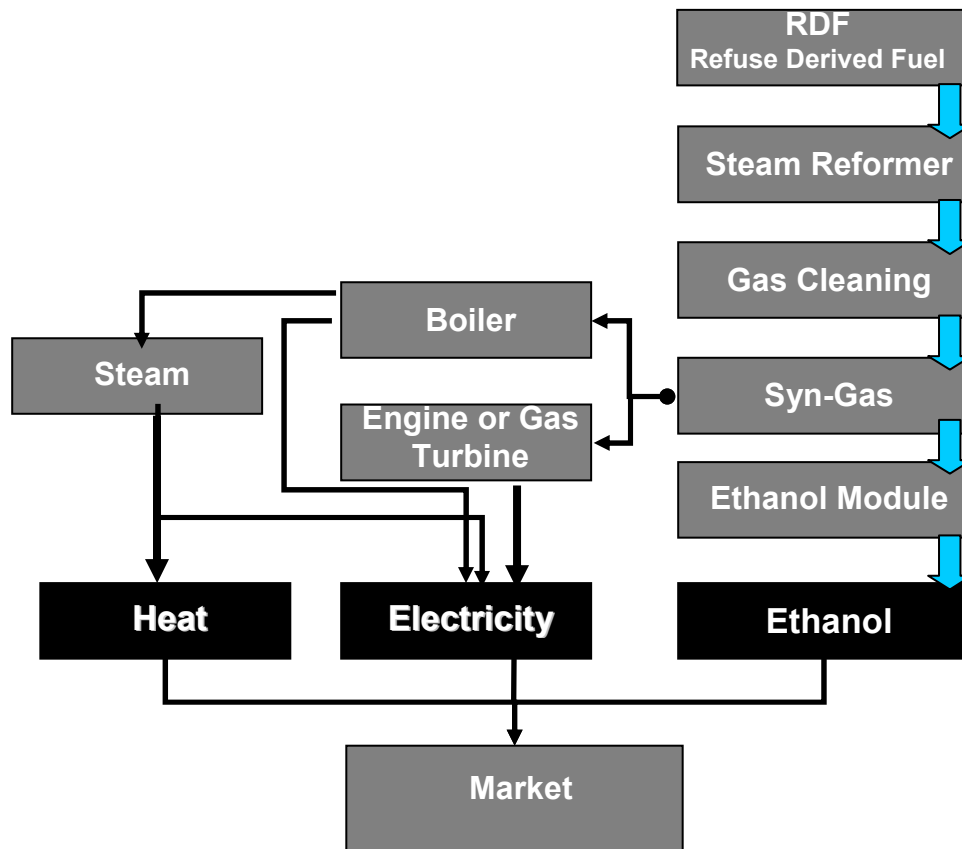 RDF
Refuse Derived Fuel
Steam Reformer
Gas Cleaning
Boiler
Steam
Syn-Gas
Engine or Gas
Turbine
Ethanol Module
Heat
Electricity
Ethanol
Market